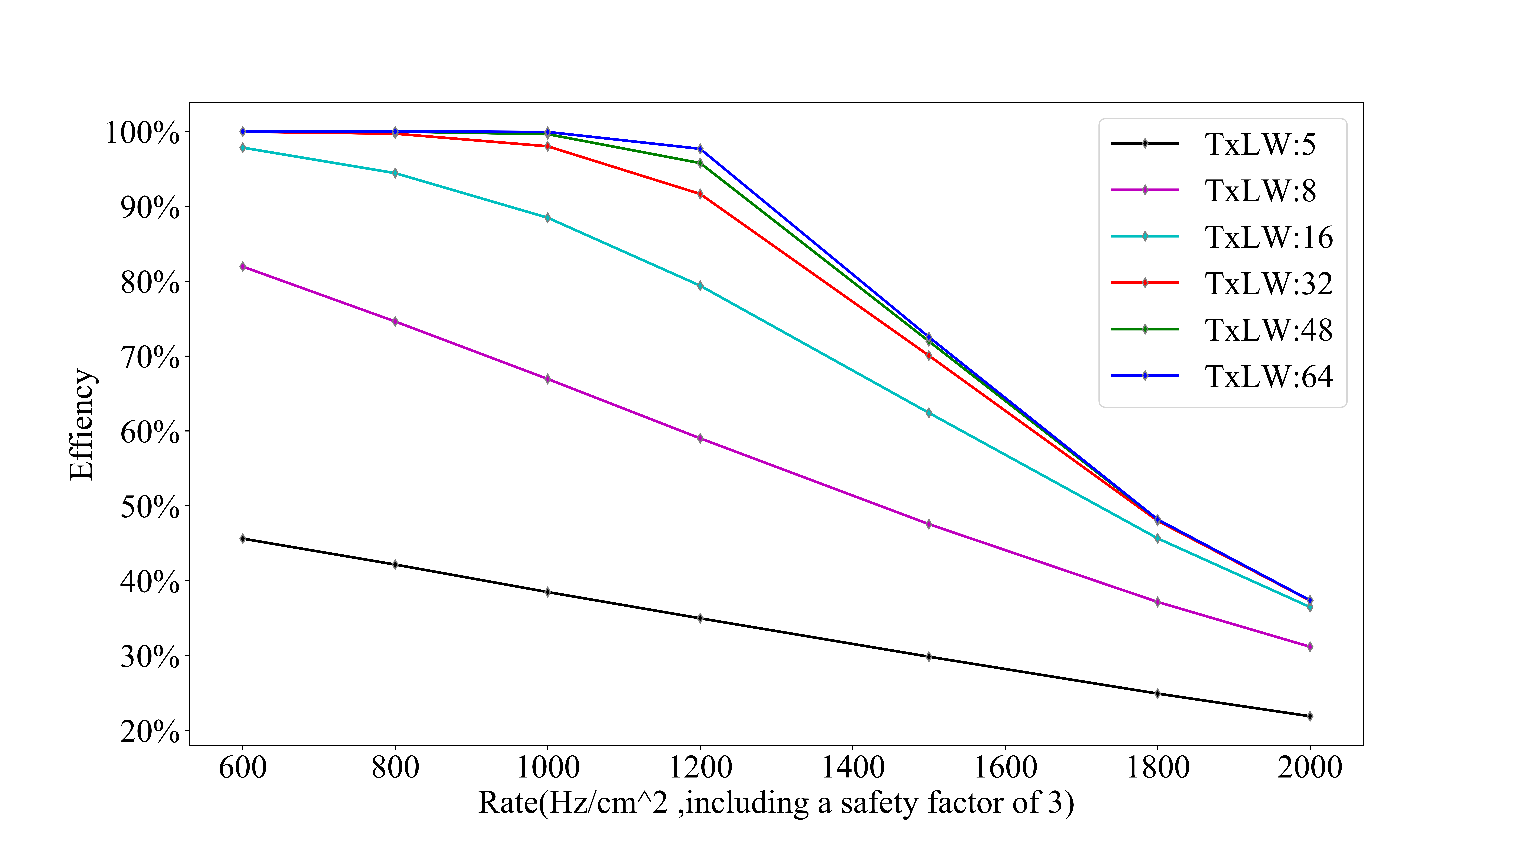 100%
90%
80%
70%
60%
50%
40%
30%
20%
Effiency
600 800 1000 1200 1400 1600 1800 2000
Rate(Hz/cm^2 ,including a safety factor of 3)
TxLW:5
TxLW:8
TxLW:16
TxLW:32
TxLW:48
TxLW:64